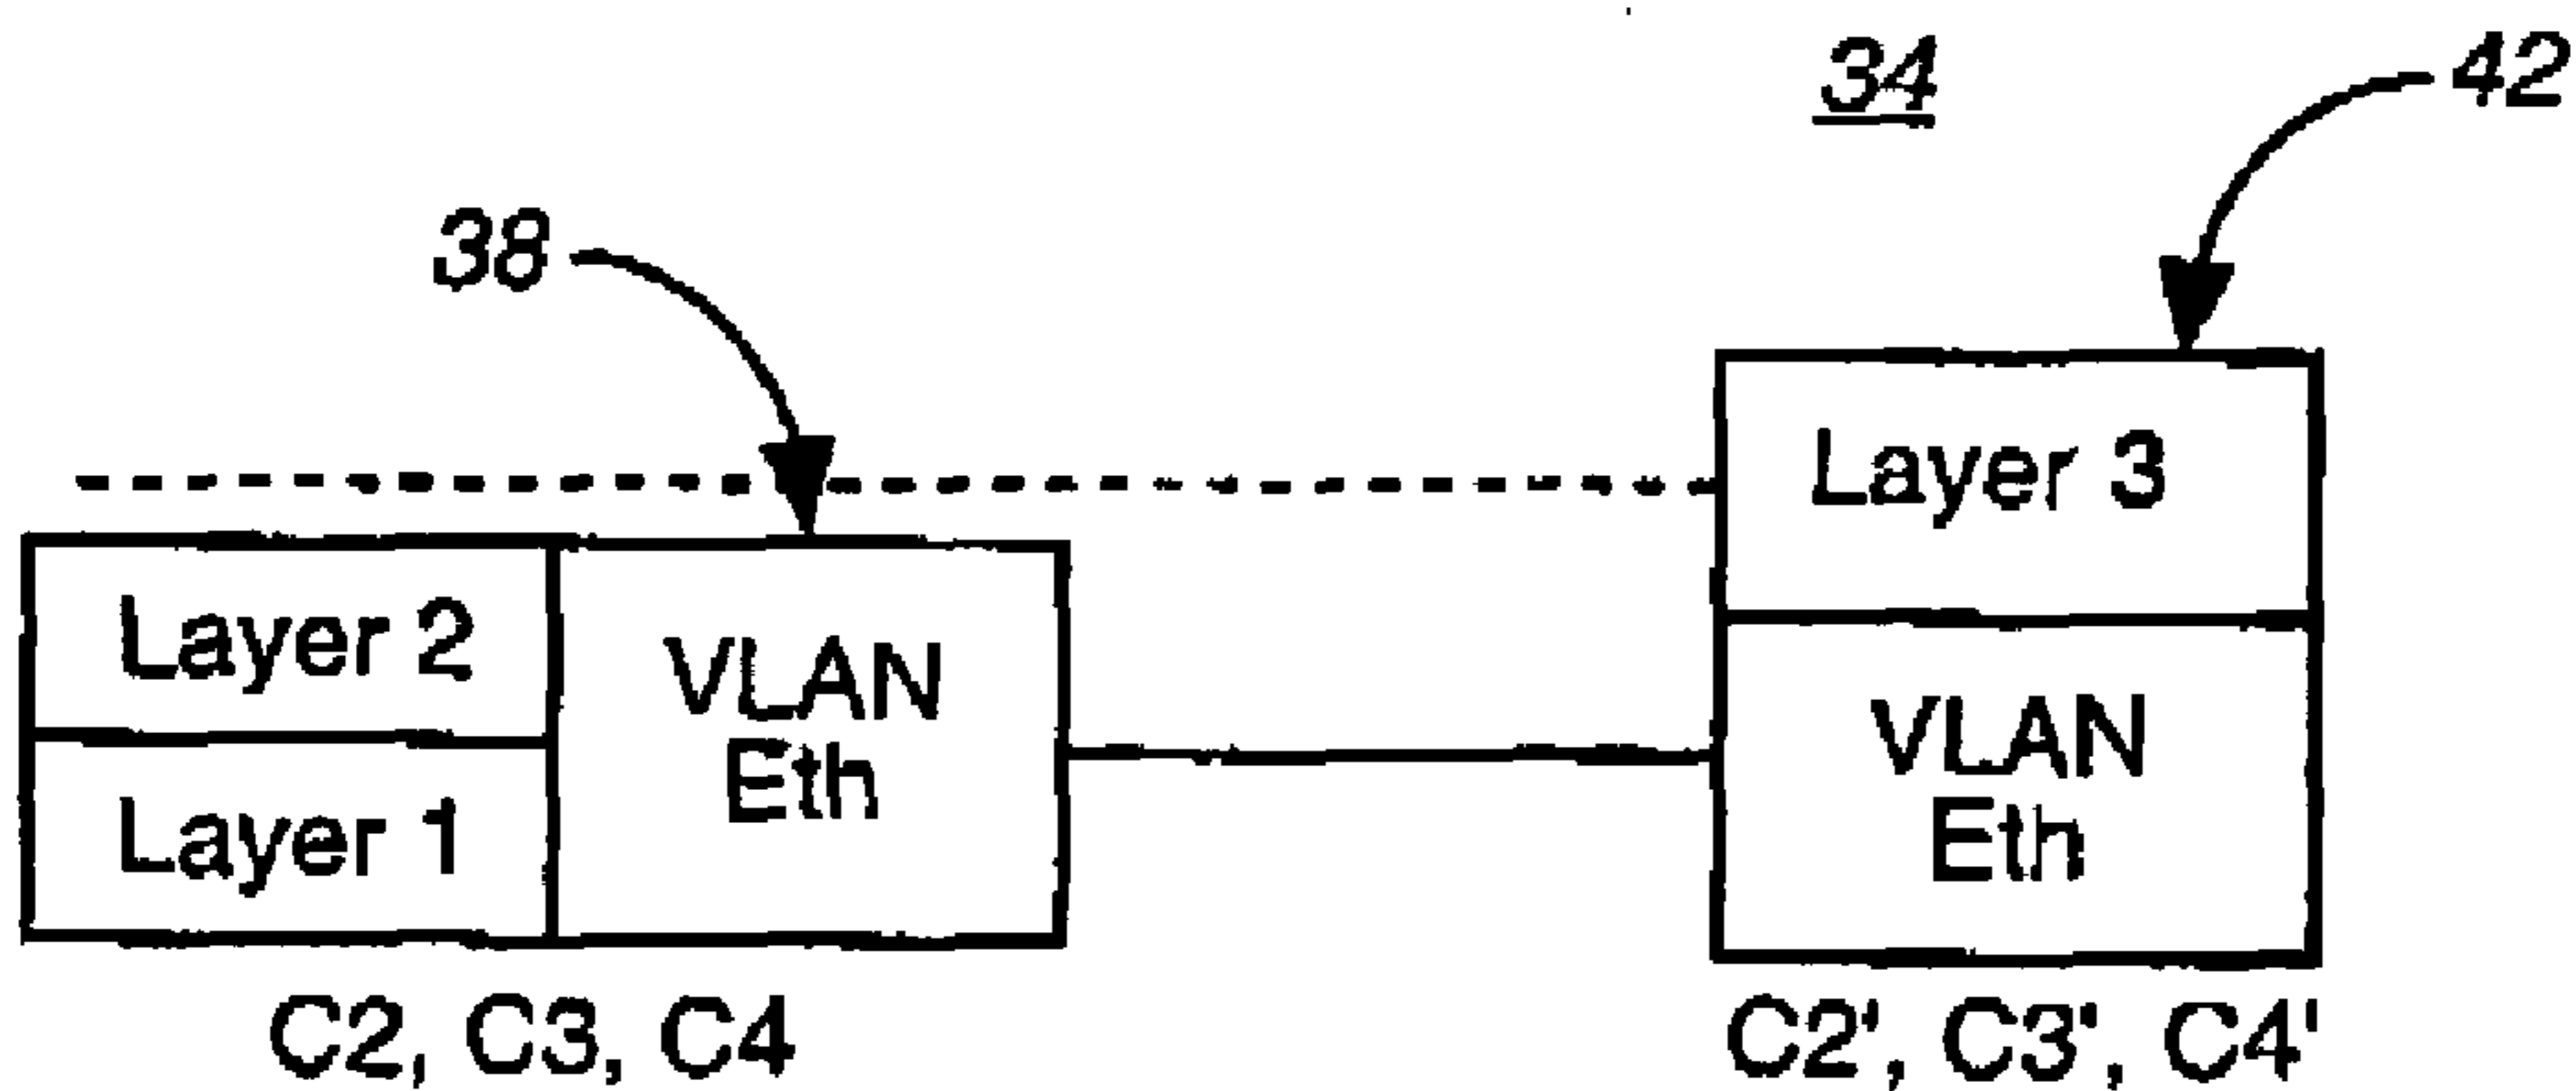 34
42
38
Layer 3
Layer 2
VLAN
Eth
Layer 1
VLAN
Eth
C2, C3, C4
C2', C3', C4'